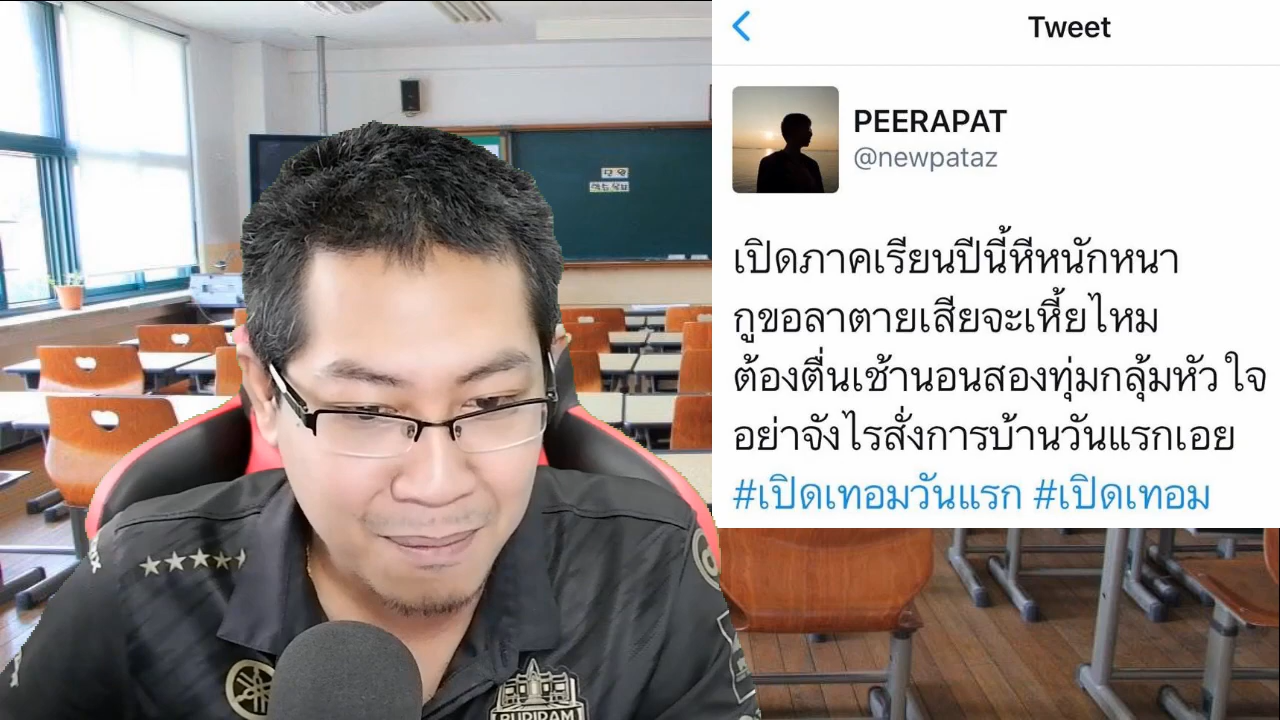 Tweet
PEERAPAT
@newpataz
เปิดภาคเรียนปีนี้หีหนักหนา
กูขอลาตายเสียจะเหี้ยไหม
ต้องตื่นเช้านอนสองทุ่มกลุ้มหัวใจ
อย่าจังไรสั่งการบ้านวันแรกเอย
#เปิดเทอมวันแรก #เปิดเทอม
BURIRAM